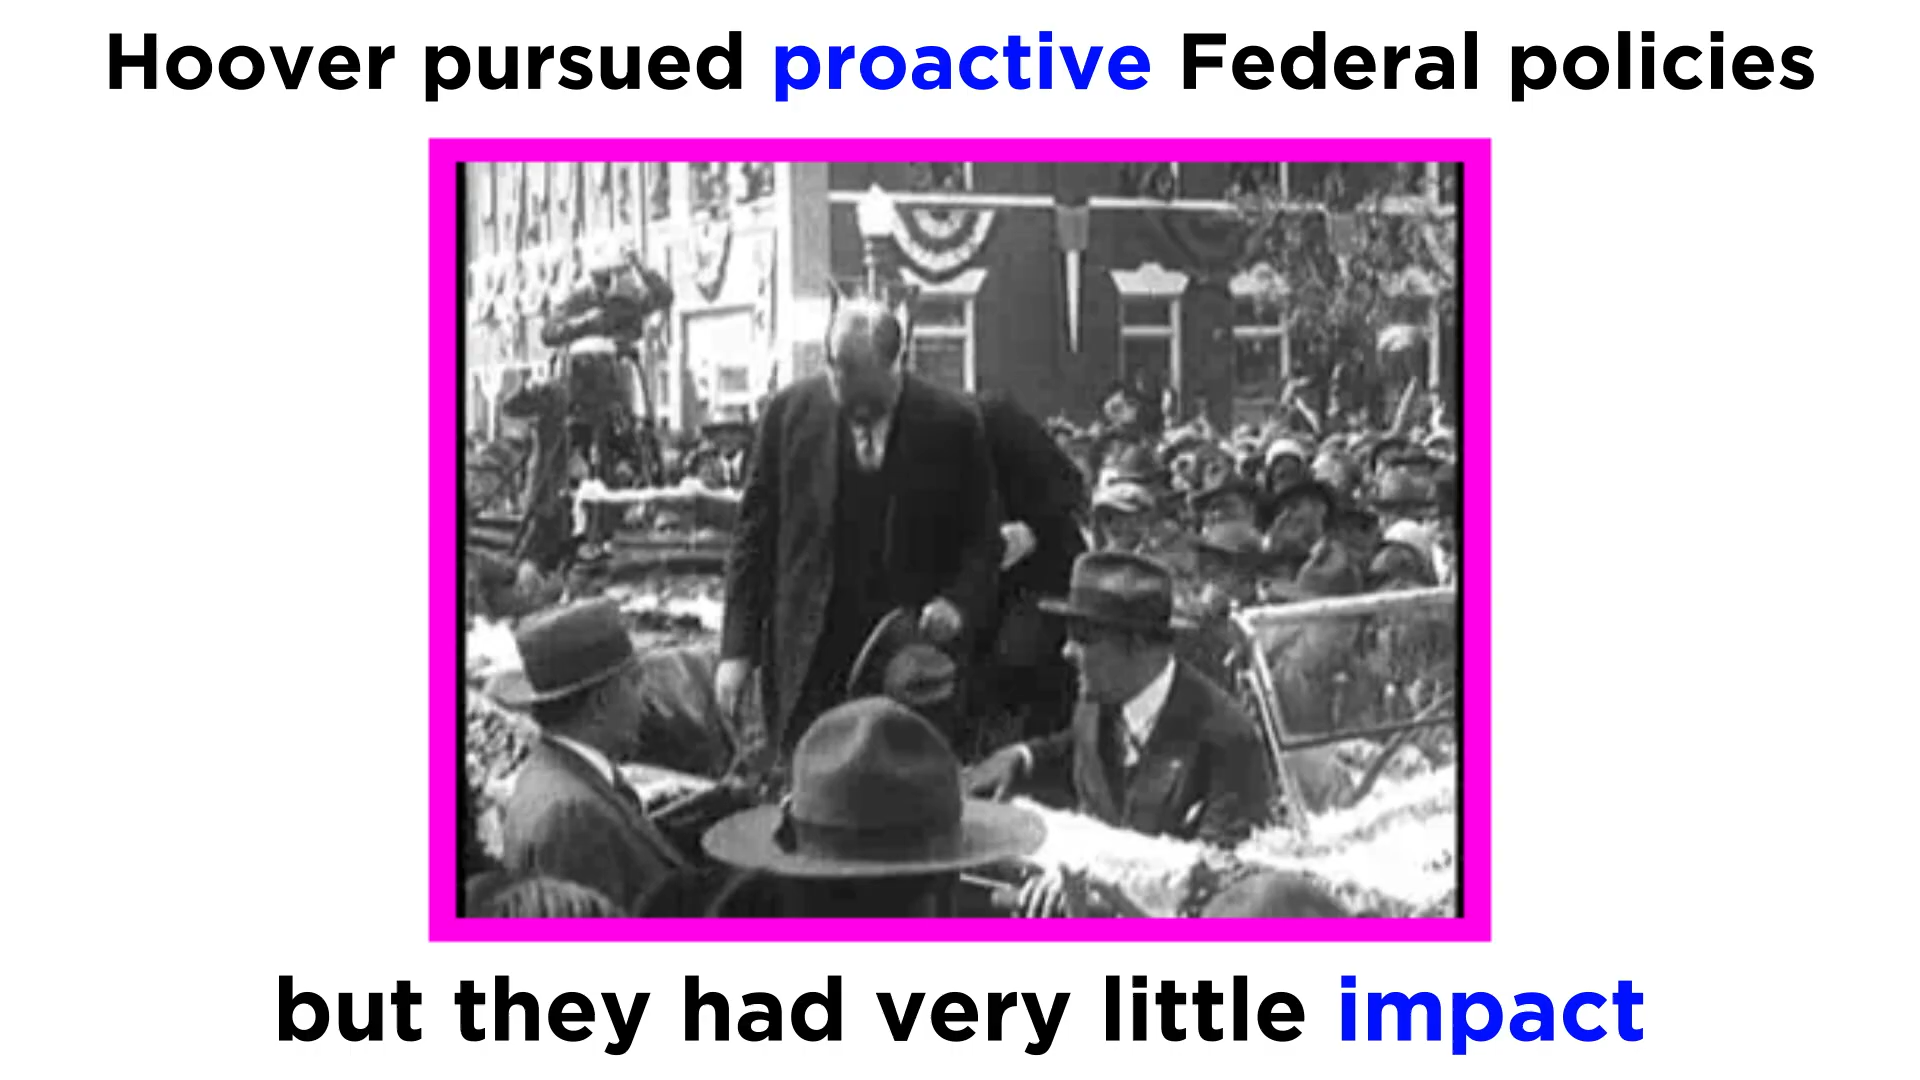 Hoover pursued proactive Federal policies
but they had very little impact